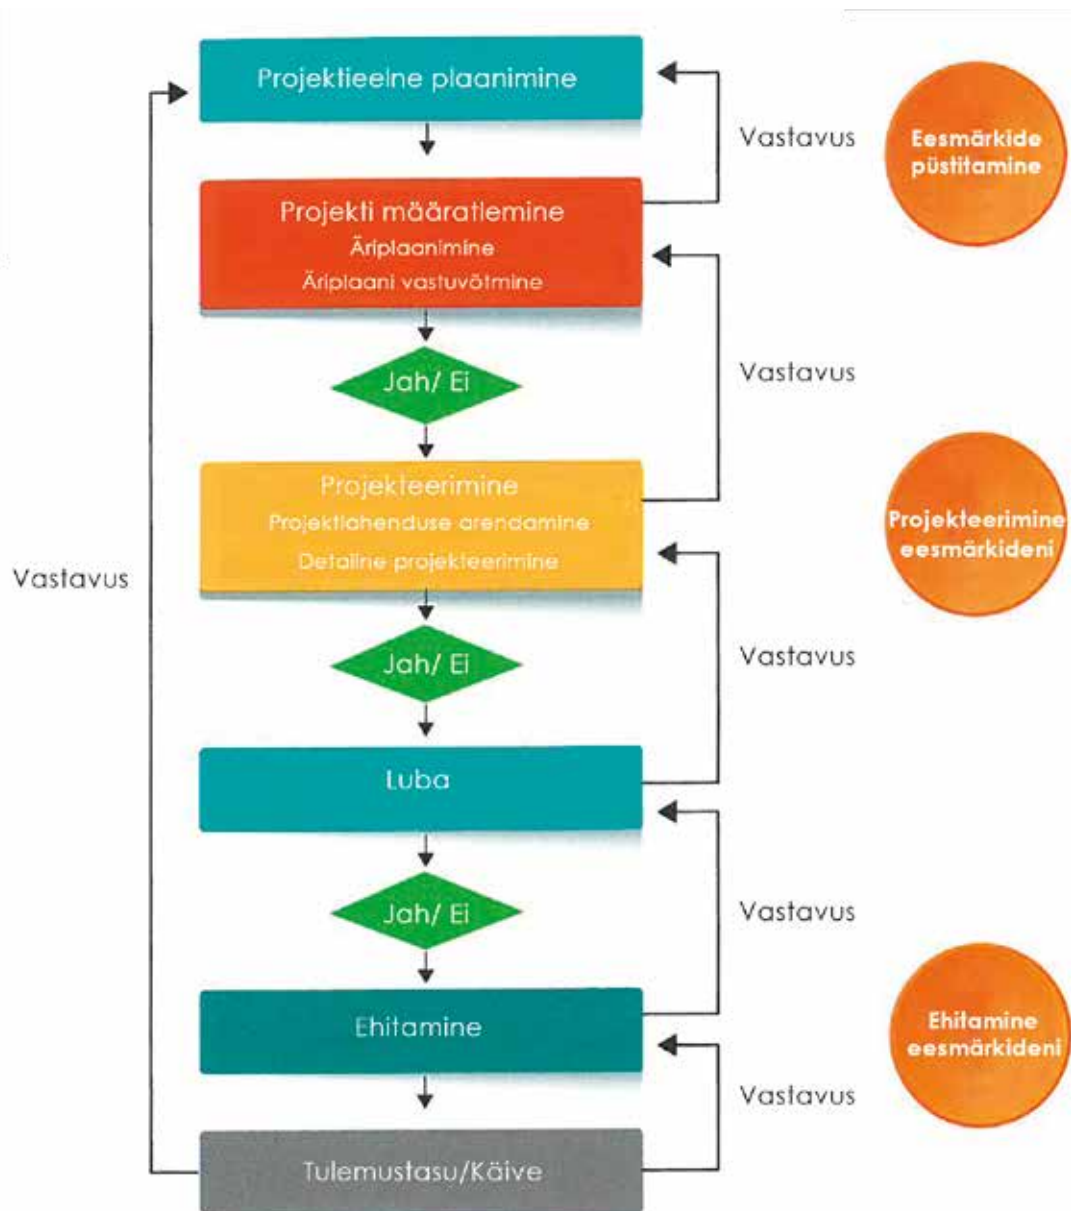 Projektieelne plaanimine
Vastavus
Eesmärkide
püstitamine
Projekti määratlemine
Äriplaanimine
Äriplaani vastuvõtmine
Jah/ Ei
Vastavus
Projekteerimine
Projektlahenduse arendamine
Detailne projekteerimine
Projekteerimine
eesmärkideni
Vastavus
Jah/ Ei
Vastavus
Luba
Jah/ Ei
Vastavus
Ehitamine
Ehitamine
eesmärkideni
Vastavus
Tulemustasu/Käive